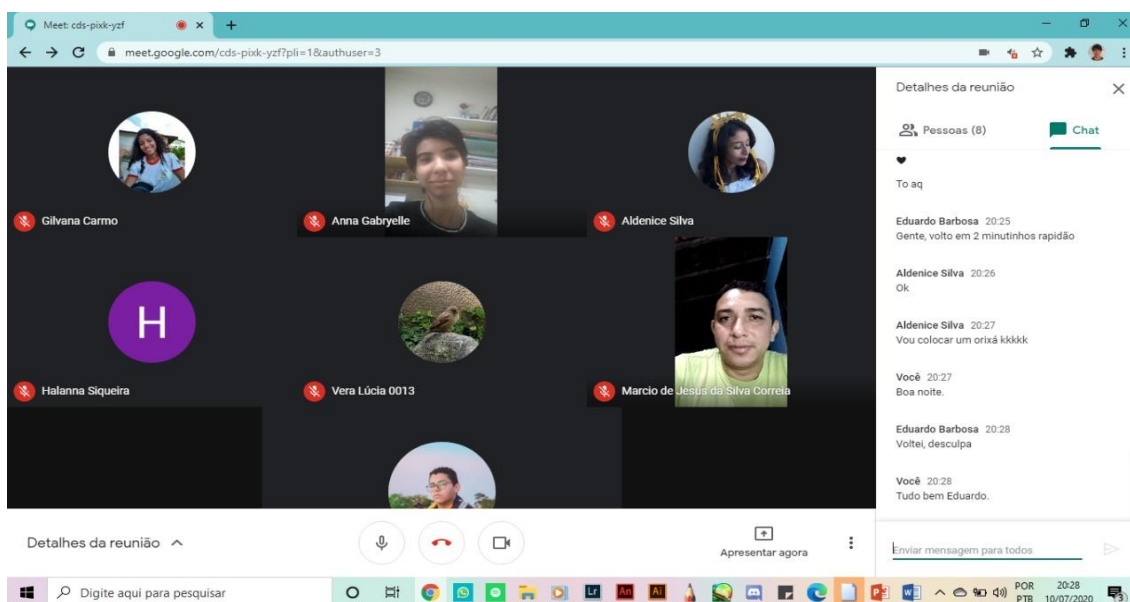 Meet: cds-pixk-yzf
meet.google.com/cds-pixk-yzf?pli=1&authuser=3
Gilvana Carmo
Anna Gabryelle
Aldenice Silva
H
Halanna Siqueira
Vera Lúcia 0013
Marcio de Jesus da Silva Correia
Detalhes da reunião
Pessoas (8)
Chat
To aq
Eduardo Barbosa 20:25
Gente, volto em 2 minutinhos rapidão
Aldenice Silva 20:26
Ok
Aldenice Silva 20:27
Vou colocar um orixá kkkkk
Você 20:27
Boa noite.
Eduardo Barbosa 20:28
Voltei, desculpa
Você 20:28
Tudo bem Eduardo.
Enviar mensagem para todos
Detalhes da reunião
Apresentar agora
Digite aqui para pesquisar
Lr
An
Ai
POR
PTB
20:28
10/07/2020